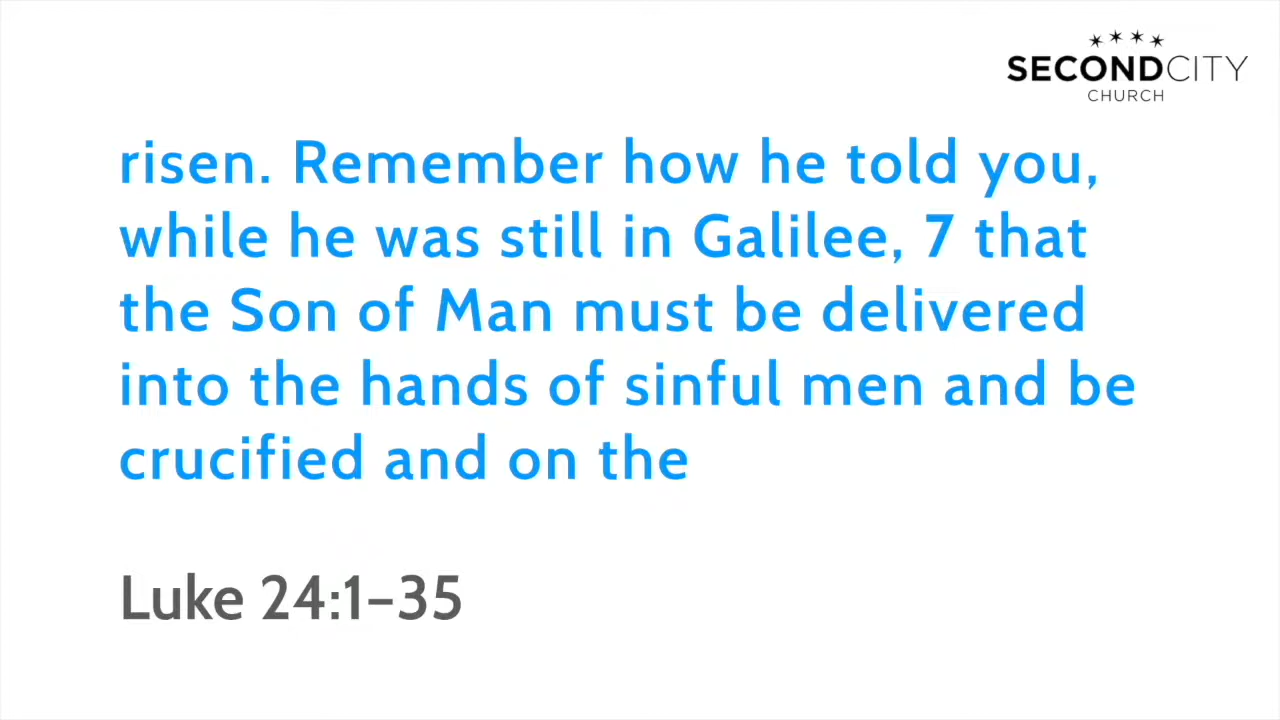 SECONDCITY
CHURCH
risen. Remember how he told you,
while he was still in Galilee, 7 that
the Son of Man must be delivered
into the hands of sinful men and be
crucified and on the
Luke 24:1–35